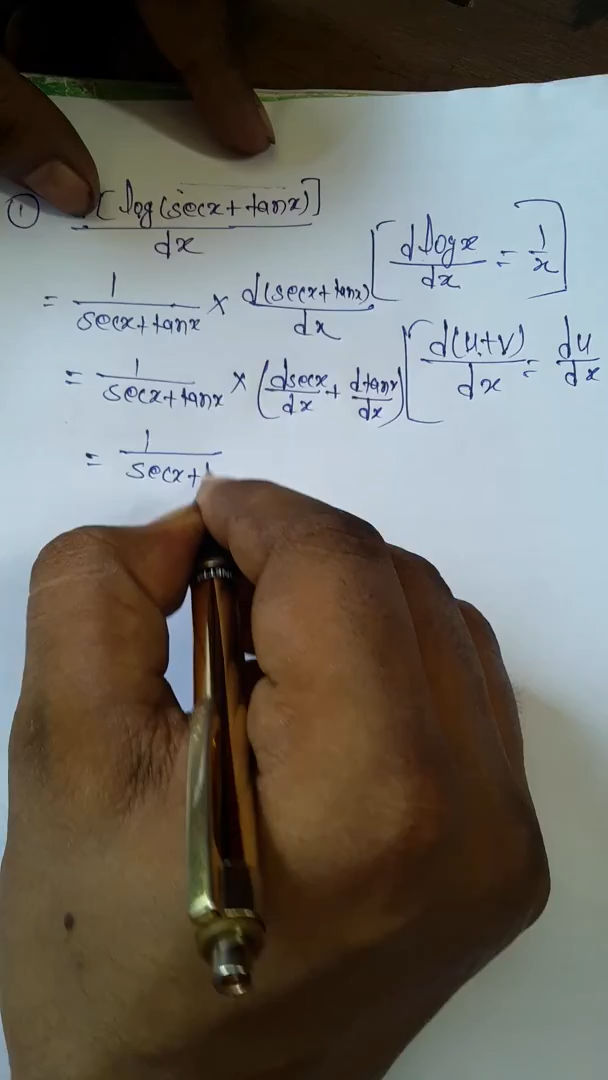 ① [log(secx+tanx)]/dx [dlogx/dx = 1/x]
= 1/secx+tanx × d(secx+tanx)/dx
= 1/secx+tanx × (dsecx/dx + dtanx/dx) [d(u+v)/dx = du/dx
= 1/secx+